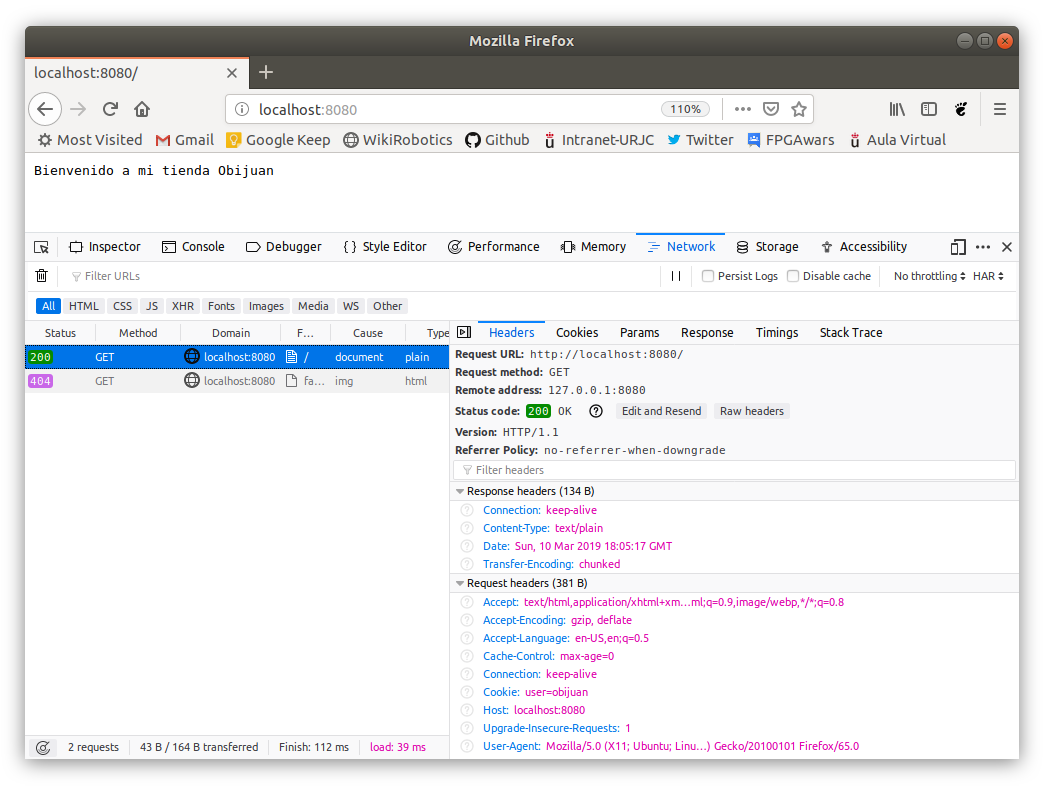 Mozilla Firefox
localhost:8080/
localhost:8080 110%
Most Visited Gmail Google Keep WikiRobotics Github Intranet-URJC Twitter FPGAwars Aula Virtual
Bienvenido a mi tienda Obijuan
Inspector Console Debugger { } Style Editor Performance Memory Network Storage Accessibility
Filter URLs Persist Logs Disable cache No throttling HAR
All HTML CSS JS XHR Fonts Images Media WS Other
Status Method Domain F... Cause Type
200 GET localhost:8080 / document plain
404 GET localhost:8080 fa... img html
Headers Cookies Params Response Timings Stack Trace
Request URL: http://localhost:8080/
Request method: GET
Remote address: 127.0.0.1:8080
Status code: 200 OK Edit and Resend Raw headers
Version: HTTP/1.1
Referrer Policy: no-referrer-when-downgrade
Filter headers
Response headers (134 B)
Connection: keep-alive
Content-Type: text/plain
Date: Sun, 10 Mar 2019 18:05:17 GMT
Transfer-Encoding: chunked
Request headers (381 B)
Accept: text/html,application/xhtml+xm…ml;q=0.9,image/webp,*/*;q=0.8
Accept-Encoding: gzip, deflate
Accept-Language: en-US,en;q=0.5
Cache-Control: max-age=0
Connection: keep-alive
Cookie: user=obijuan
Host: localhost:8080
Upgrade-Insecure-Requests: 1
User-Agent: Mozilla/5.0 (X11; Ubuntu; Linu…) Gecko/20100101 Firefox/65.0
2 requests 43 B / 164 B transferred Finish: 112 ms load: 39 ms